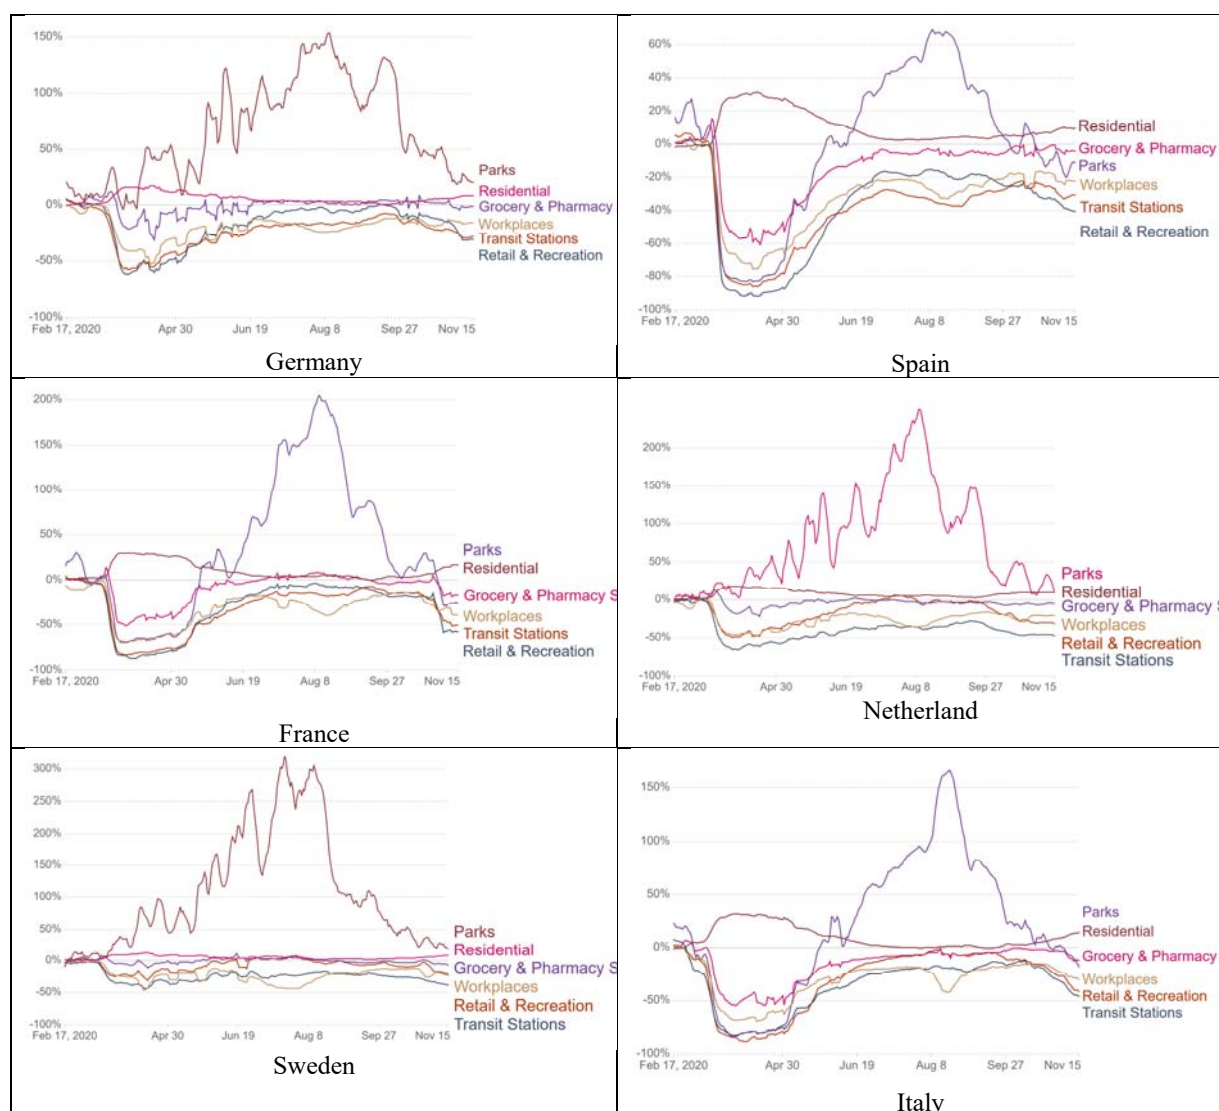 150%
100%
50%
0%
-50%
-100%
Parks
Residential
Grocery & Pharmacy
Workplaces
Transit Stations
Retail & Recreation
Feb 17, 2020 Apr 30 Jun 19 Aug 8 Sep 27 Nov 15
Germany
60%
40%
20%
0%
-20%
-40%
-60%
-80%
-100%
Residential
Grocery & Pharmacy
Parks
Workplaces
Transit Stations
Retail & Recreation
Feb 17, 2020 Apr 30 Jun 19 Aug 8 Sep 27 Nov 15
Spain
200%
150%
100%
50%
0%
-50%
-100%
Parks
Residential
Grocery & Pharmacy S
Workplaces
Transit Stations
Retail & Recreation
Feb 17, 2020 Apr 30 Jun 19 Aug 8 Sep 27 Nov 15
France
200%
150%
100%
50%
0%
-50%
-100%
Parks
Residential
Grocery & Pharmacy S
Workplaces
Retail & Recreation
Transit Stations
Feb 17, 2020 Apr 30 Jun 19 Aug 8 Sep 27 Nov 15
Netherland
300%
250%
200%
150%
100%
50%
0%
-50%
-100%
Parks
Residential
Grocery & Pharmacy S
Workplaces
Retail & Recreation
Transit Stations
Feb 17, 2020 Apr 30 Jun 19 Aug 8 Sep 27 Nov 15
Sweden
150%
100%
50%
0%
-50%
-100%
Parks
Residential
Grocery & Pharmacy
Workplaces
Retail & Recreation
Transit Stations
Feb 17, 2020 Apr 30 Jun 19 Aug 8 Sep 27 Nov 15
Italy